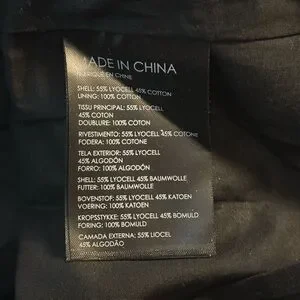 MADE IN CHINA
FABRIQUÉ EN CHINE
SHELL: 55% LYOCELL 45% COTTON
LINING: 100% COTTON
TISSU PRINCIPAL: 55% LYOCELL
45% COTON
DOUBLURE: 100% COTON
RIVESTIMENTO: 55% LYOCELL 45% COTONE
FODERA: 100% COTONE
TELA EXTERIOR: 55% LYOCELL
45% ALGODÓN
FORRO: 100% ALGODÓN
SHELL: 55% LYOCELL 45% BAUMWOLLE
FUTTER: 100% BAUMWOLLE
BOVENSTOF: 55% LYOCELL 45% KATOEN
VOERING: 100% KATOEN
KROPSSTYKKE: 55% LYOCELL 45% BOMULD
FORING: 100% BOMULD
CAMADA EXTERNA: 55% LIOCEL
45% ALGODÃO